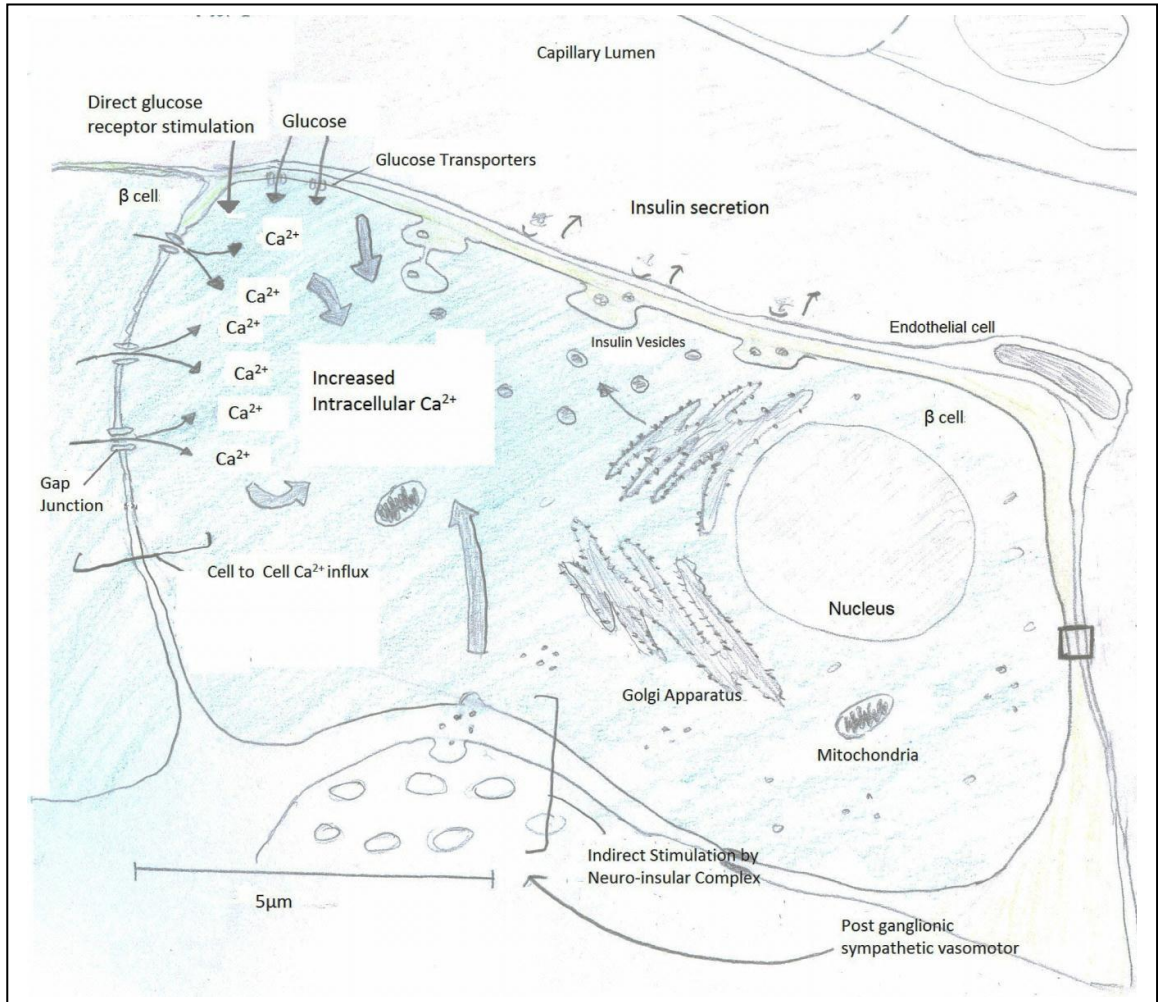 Capillary Lumen
Direct glucose
receptor stimulation
Glucose
Glucose Transporters
β cell
Insulin secretion
Ca²⁺
Ca²⁺
Ca²⁺
Ca²⁺
Ca²⁺
Ca²⁺
Endothelial cell
Insulin Vesicles
Increased
Intracellular Ca²⁺
β cell
Gap
Junction
Cell to Cell Ca²⁺ influx
Nucleus
Golgi Apparatus
Mitochondria
Indirect Stimulation by
Neuro-insular Complex
5µm
Post ganglionic
sympathetic vasomotor